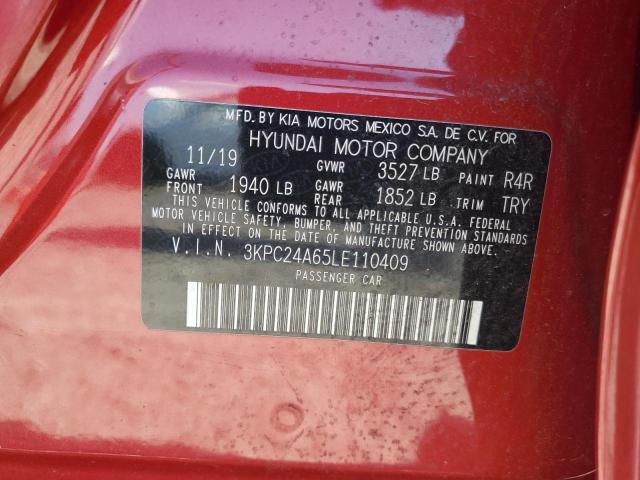 MFD. BY KIA MOTORS MEXICO S.A. DE C.V. FOR
HYUNDAI MOTOR COMPANY
11/19 GVWR 3527 LB PAINT R4R
GAWR FRONT 1940 LB GAWR REAR 1852 LB TRIM TRY
THIS VEHICLE CONFORMS TO ALL APPLICABLE U.S.A. FEDERAL
MOTOR VEHICLE SAFETY, BUMPER, AND THEFT PREVENTION STANDARDS
IN EFFECT ON THE DATE OF MANUFACTURE SHOWN ABOVE.
V.I.N. 3KPC24A65LE110409
PASSENGER CAR